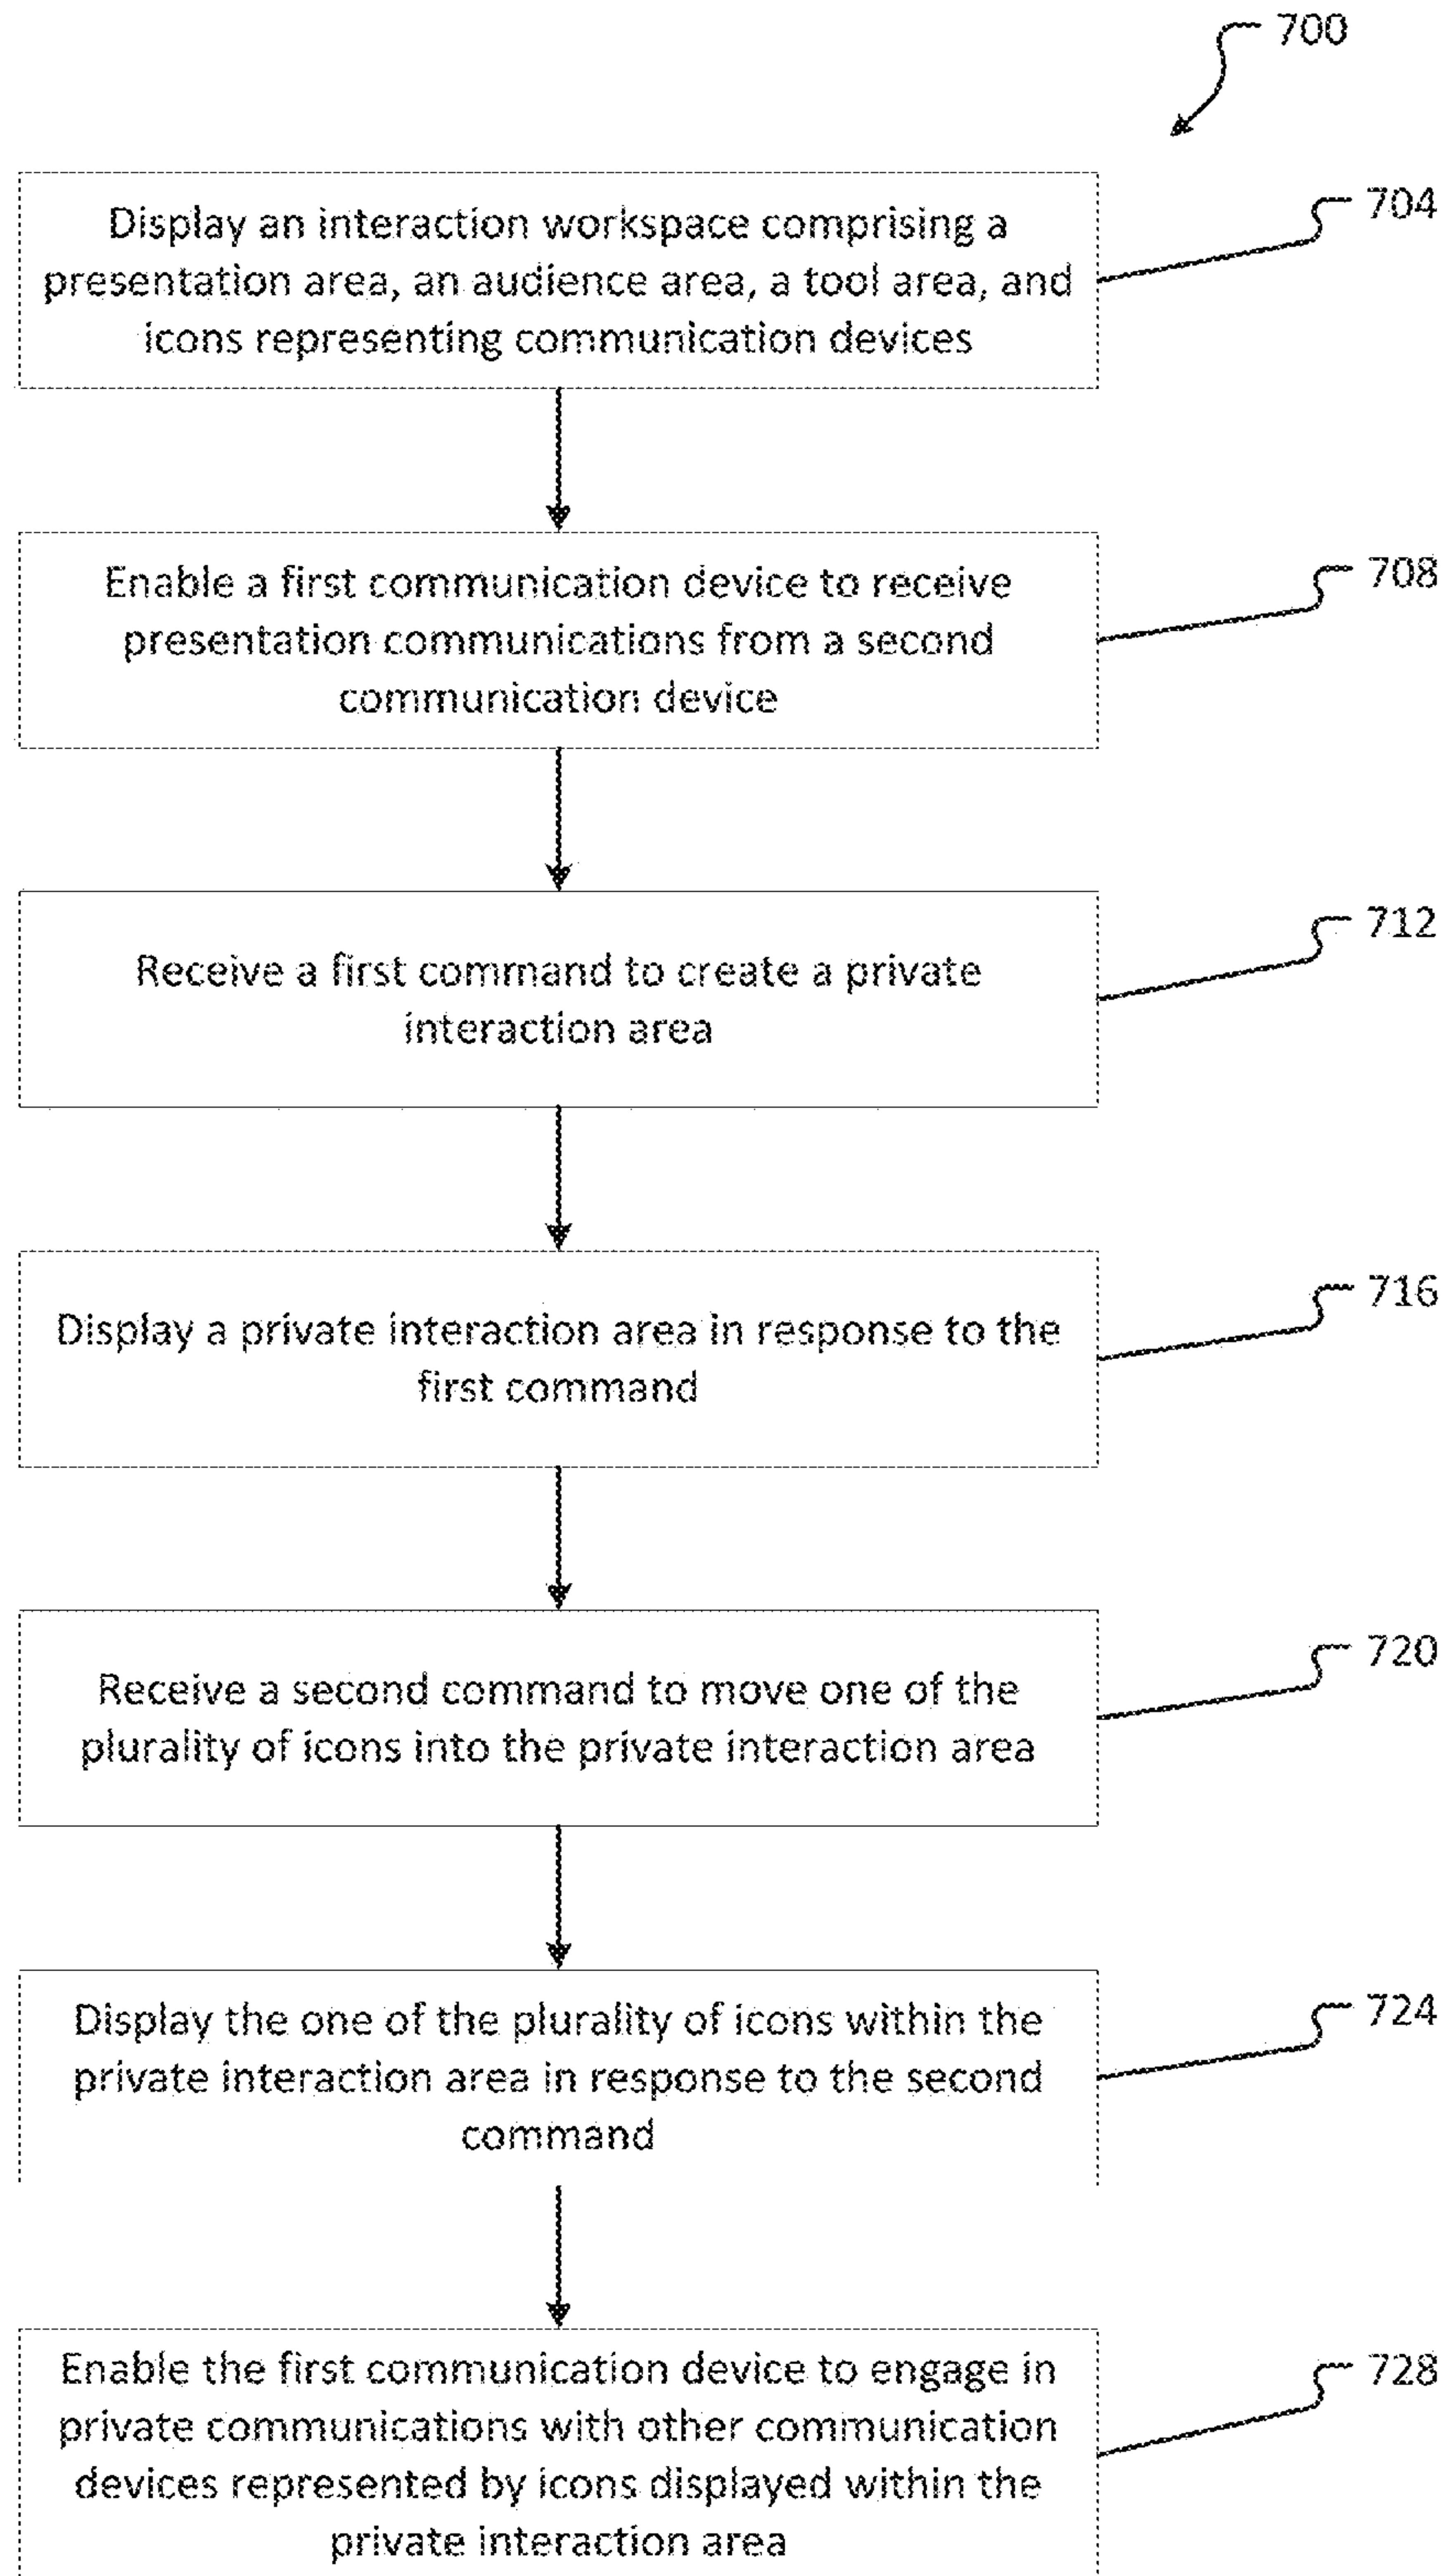 700
Display an interaction workspace comprising a
presentation area, an audience area, a tool area, and
icons representing communication devices
704
Enable a first communication device to receive
presentation communications from a second
communication device
708
Receive a first command to create a private
interaction area
712
Display a private interaction area in response to the
first command
716
Receive a second command to move one of the
plurality of icons into the private interaction area
720
Display the one of the plurality of icons within the
private interaction area in response to the second
command
724
Enable the first communication device to engage in
private communications with other communication
devices represented by icons displayed within the
private interaction area
728